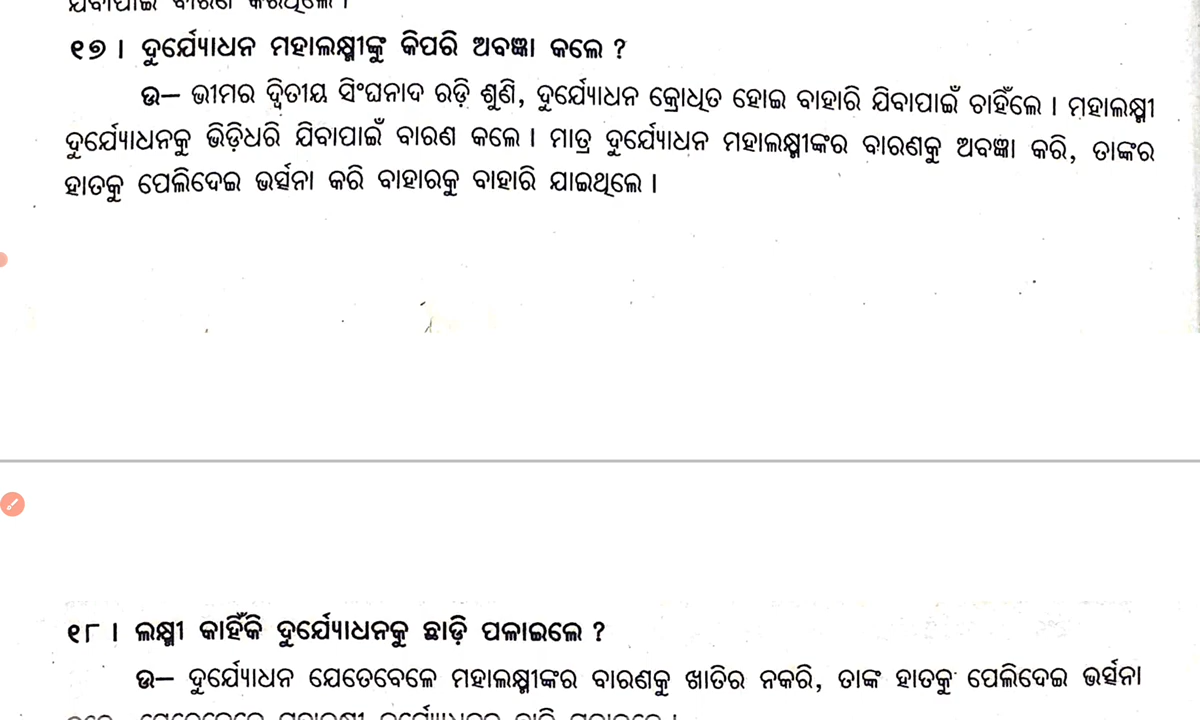 ଯିବାପାଇଁ ବାରଣ କରିଥିଲେ ।
୧୭ । ଦୁର୍ଯ୍ୟୋଧନ ମହାଲକ୍ଷ୍ମୀଙ୍କୁ କିପରି ଅବଜ୍ଞା କଲେ ?
ଉ— ଭୀମର ଦ୍ୱିତୀୟ ସିଂଘନାଦ ରଡ଼ି ଶୁଣି, ଦୁର୍ଯ୍ୟୋଧନ କ୍ରୋଧିତ ହୋଇ ବାହାରି ଯିବାପାଇଁ ଚାହିଁଲେ । ମହାଲକ୍ଷ୍ମୀ
ଦୁର୍ଯ୍ୟୋଧନକୁ ଭିଡ଼ିଧରି ଯିବାପାଇଁ ବାରଣ କଲେ । ମାତ୍ର ଦୁର୍ଯ୍ୟୋଧନ ମହାଲକ୍ଷ୍ମୀଙ୍କର ବାରଣକୁ ଅବଜ୍ଞା କରି, ତାଙ୍କର
ହାତକୁ ପେଲିଦେଇ ଭର୍ତ୍ସନା କରି ବାହାରକୁ ବାହାରି ଯାଇଥିଲେ ।
୧୮ । ଲକ୍ଷ୍ମୀ କାହିଁକି ଦୁର୍ଯ୍ୟୋଧନକୁ ଛାଡ଼ି ପଳାଇଲେ ?
ଉ— ଦୁର୍ଯ୍ୟୋଧନ ଯେତେବେଳେ ମହାଲକ୍ଷ୍ମୀଙ୍କର ବାରଣକୁ ଖାତିର ନକରି, ତାଙ୍କ ହାତକୁ ପେଲିଦେଇ ଭର୍ତ୍ସନା